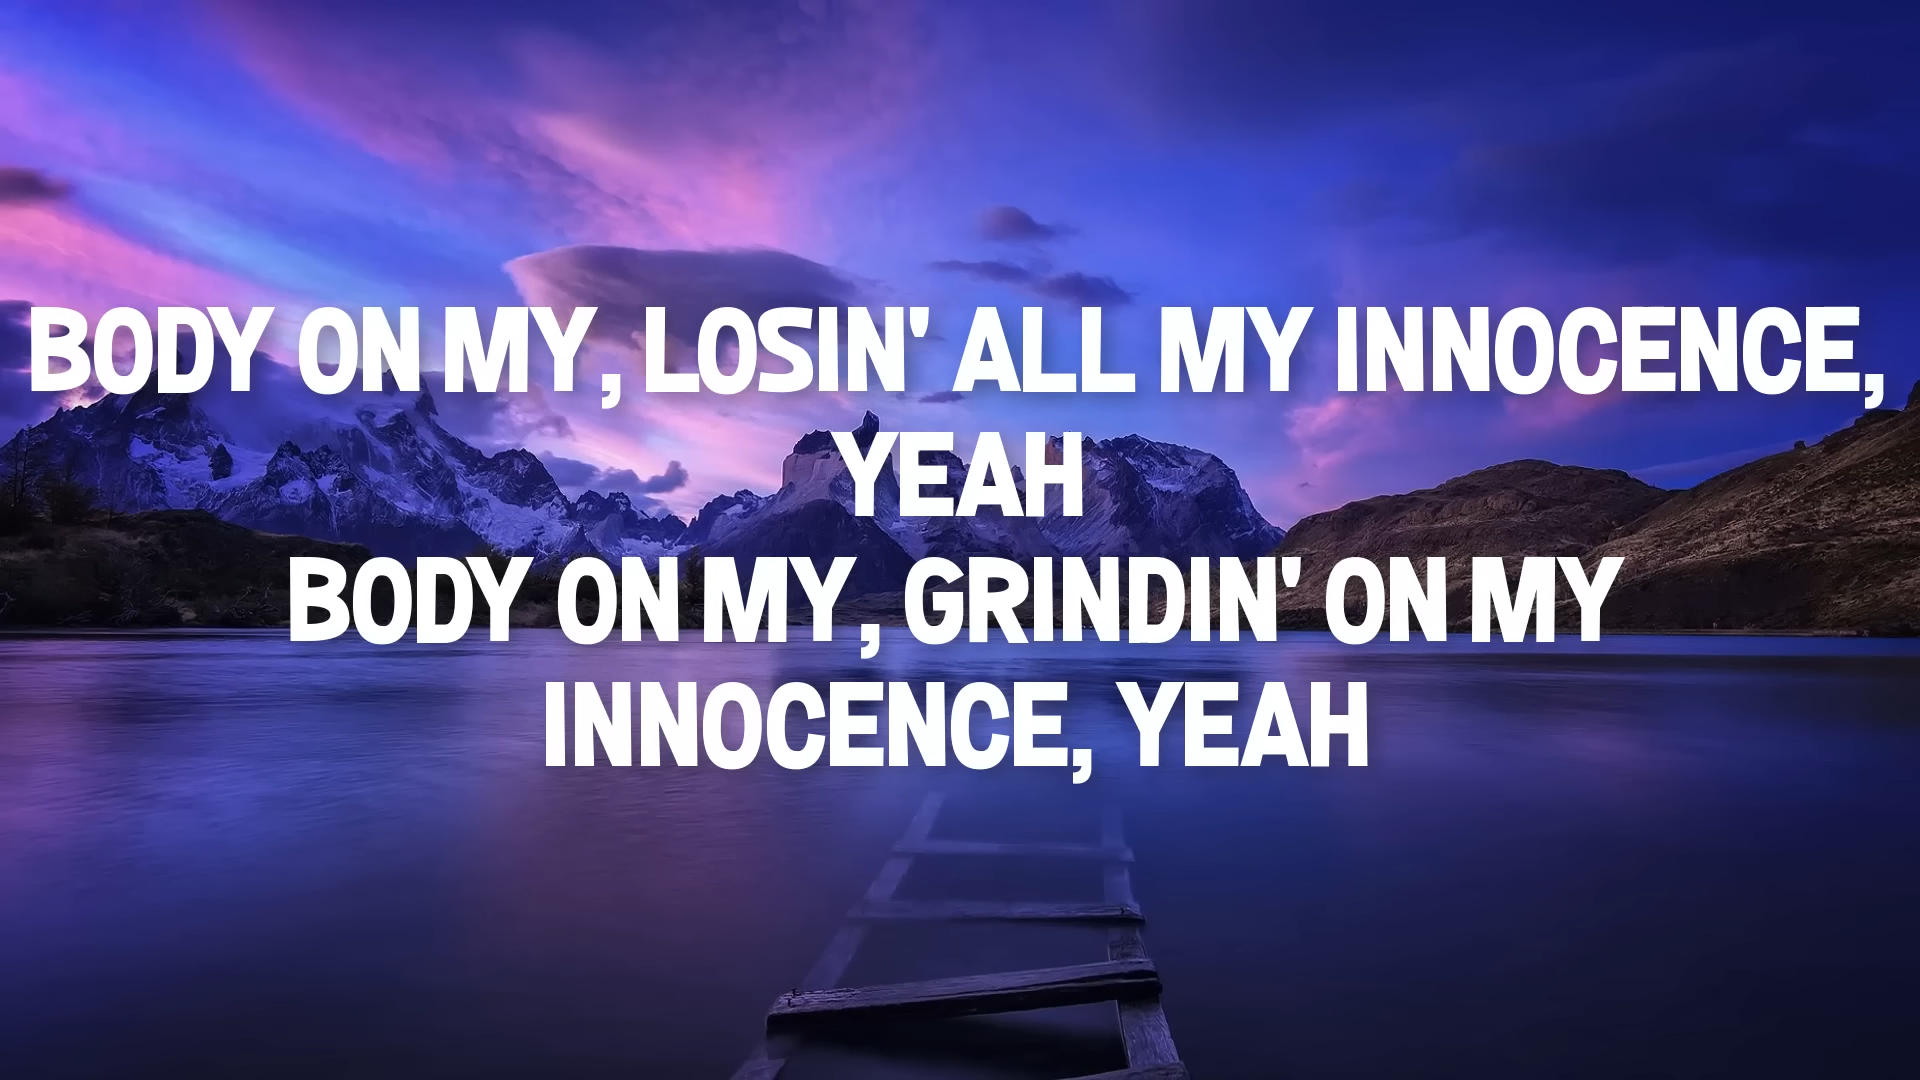 BODY ON MY, LOSIN' ALL MY INNOCENCE,
YEAH
BODY ON MY, GRINDIN' ON MY
INNOCENCE, YEAH